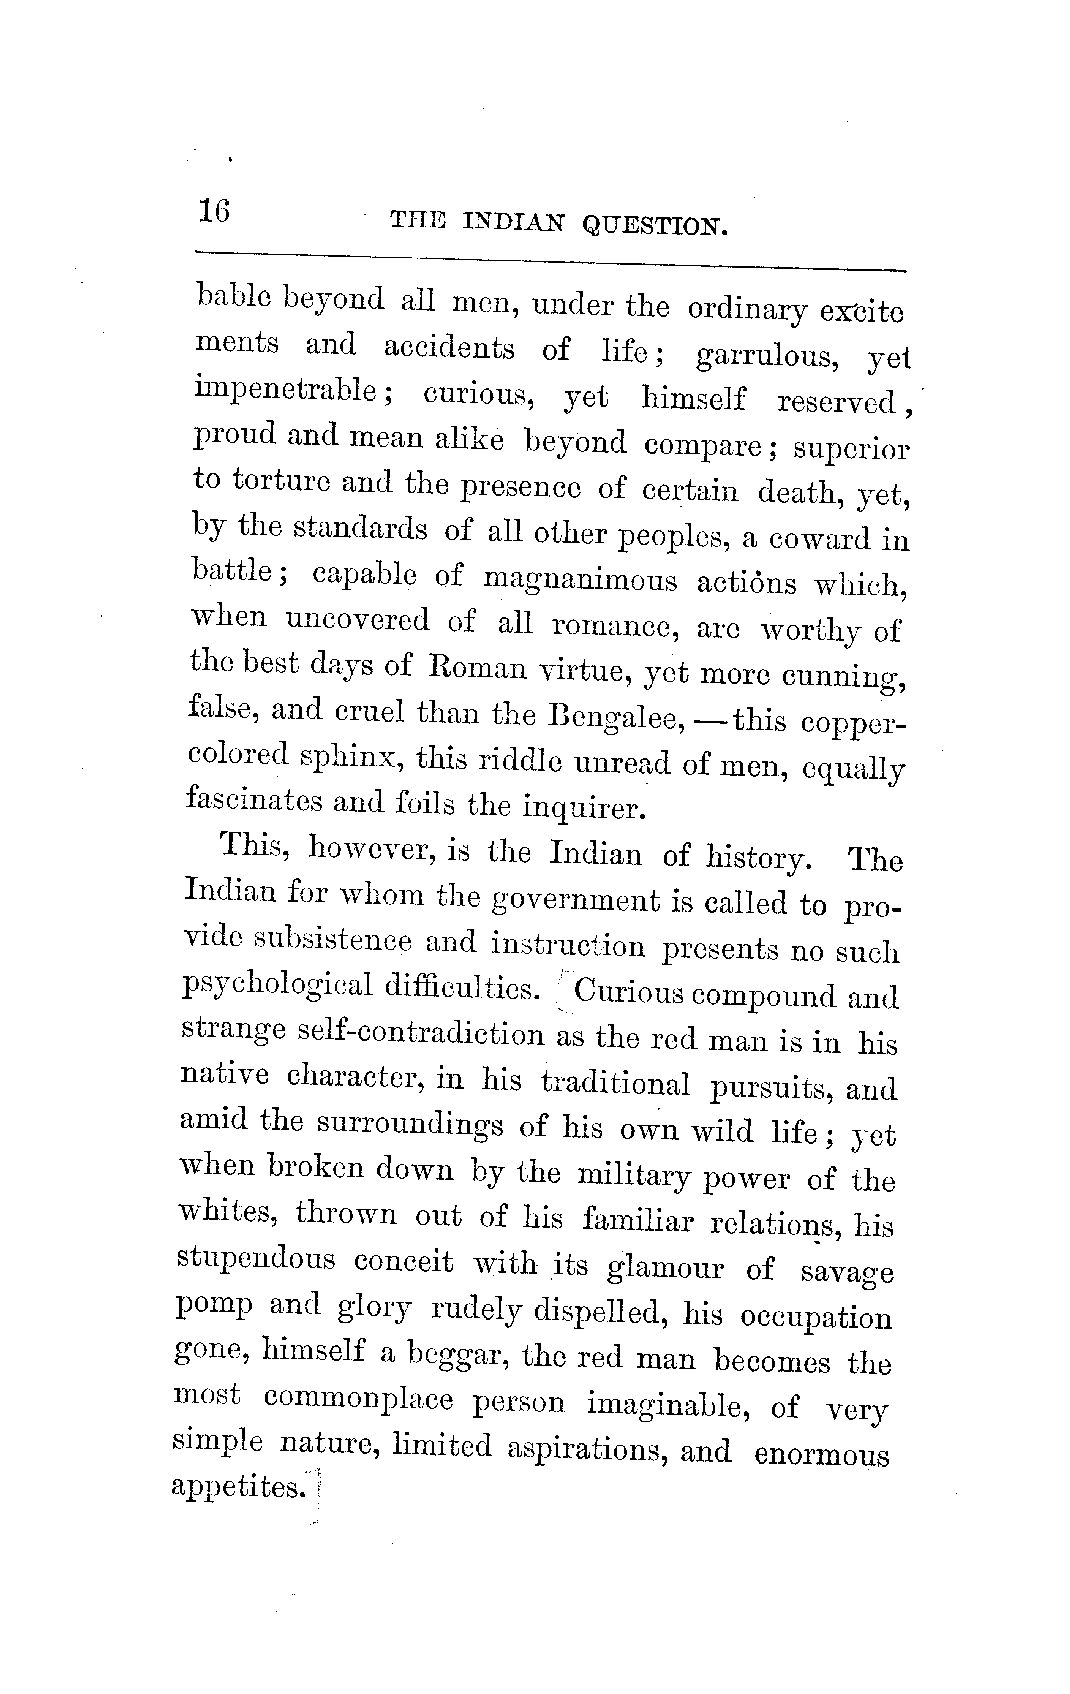 16
THE INDIAN QUESTION.
bable beyond all men, under the ordinary excite
ments and accidents of life; garrulous, yet
impenetrable; curious, yet himself reserved,
proud and mean alike beyond compare; superior
to torture and the presence of certain death, yet,
by the standards of all other peoples, a coward in
battle; capable of magnanimous actions which,
when uncovered of all romance, are worthy of
the best days of Roman virtue, yet more cunning,
false, and cruel than the Bengalee, —this copper-
colored sphinx, this riddle unread of men, equally
fascinates and foils the inquirer.
This, however, is the Indian of history. The
Indian for whom the government is called to pro-
vide subsistence and instruction presents no such
psychological difficulties. Curious compound and
strange self-contradiction as the red man is in his
native character, in his traditional pursuits, and
amid the surroundings of his own wild life; yet
when broken down by the military power of the
whites, thrown out of his familiar relations, his
stupendous conceit with its glamour of savage
pomp and glory rudely dispelled, his occupation
gone, himself a beggar, the red man becomes the
most commonplace person imaginable, of very
simple nature, limited aspirations, and enormous
appetites.